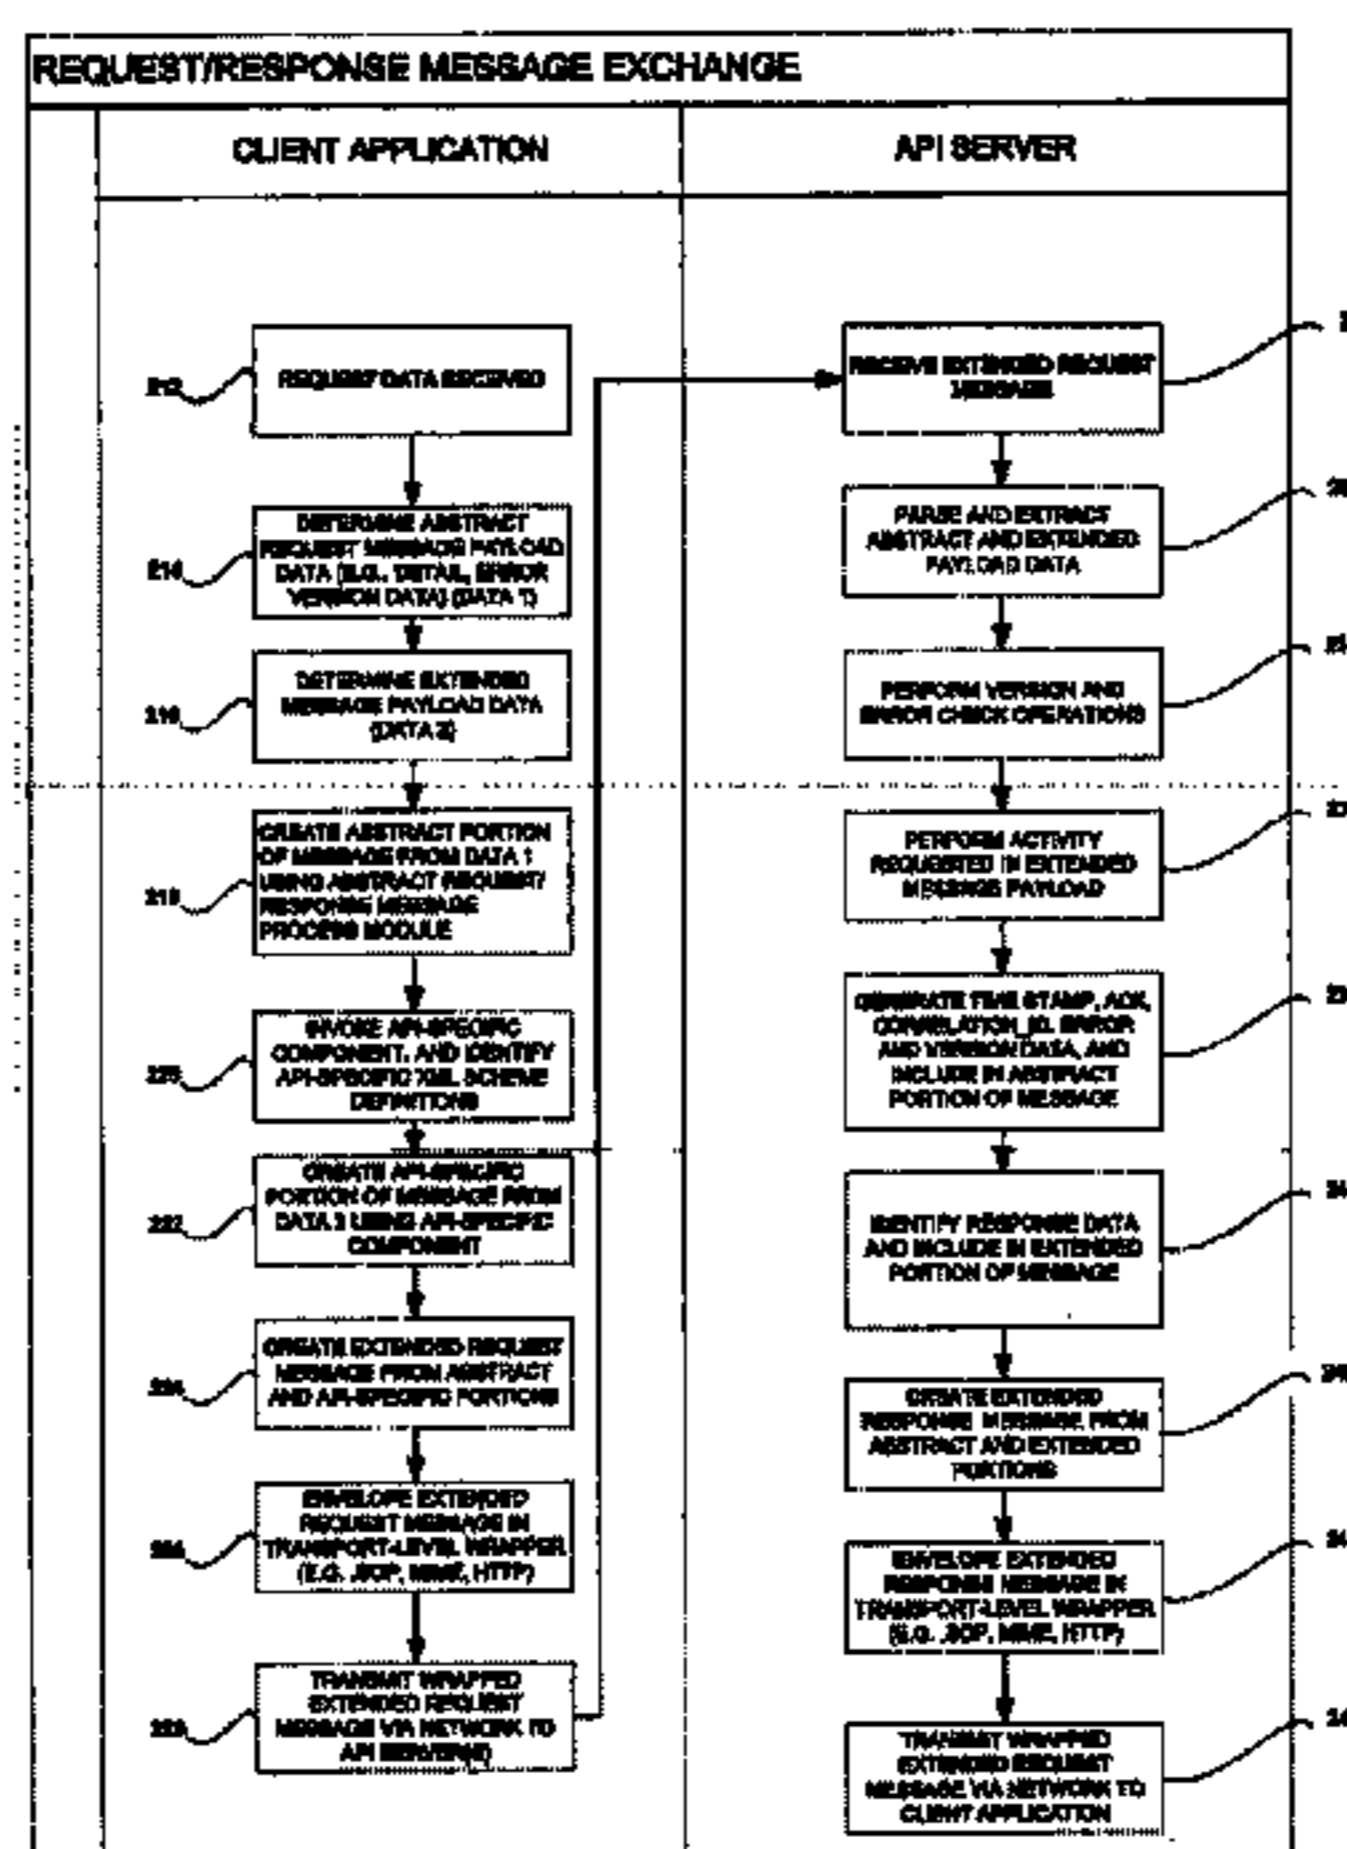 REQUEST/RESPONSE MESSAGE EXCHANGE
CLIENT APPLICATION
API SERVER
212
REQUEST DATA RECEIVED
214
DETERMINE ABSTRACT
REQUEST MESSAGE PAYLOAD
DATA (E.G., DETAIL, ERROR
VERSION DATA) (DATA 1)
216
DETERMINE EXTENDED
MESSAGE PAYLOAD DATA
(DATA 2)
CREATE ABSTRACT PORTION
OF MESSAGE FROM DATA 1
USING ABSTRACT REQUEST/
RESPONSE MESSAGE
PROCESS MODULE
INVOKE API-SPECIFIC
COMPONENT, AND IDENTIFY
API-SPECIFIC XML SCHEME
DEFINITIONS
222
CREATE API-SPECIFIC
PORTION OF MESSAGE FROM
DATA 2 USING API-SPECIFIC
COMPONENT
CREATE EXTENDED REQUEST
MESSAGE FROM ABSTRACT
AND API-SPECIFIC PORTIONS
ENVELOPE EXTENDED
REQUEST MESSAGE IN
TRANSPORT-LEVEL WRAPPER
(E.G. MIME, HTTP)
TRANSMIT WRAPPED
EXTENDED REQUEST
MESSAGE VIA NETWORK TO
API SERVER(S)
RECEIVE EXTENDED REQUEST
MESSAGE
PARSE AND EXTRACT
ABSTRACT AND EXTENDED
PAYLOAD DATA
PERFORM VERSION AND
ERROR CHECK OPERATIONS
PERFORM ACTIVITY
REQUESTED IN EXTENDED
MESSAGE PAYLOAD
GENERATE TIME STAMP, ACK,
CORRELATION_ID, ERROR
AND VERSION DATA, AND
INCLUDE IN ABSTRACT
PORTION OF MESSAGE
IDENTIFY RESPONSE DATA
AND INCLUDE IN EXTENDED
PORTION OF MESSAGE
CREATE EXTENDED
RESPONSE MESSAGE FROM
ABSTRACT AND EXTENDED
PORTIONS
ENVELOPE EXTENDED
RESPONSE MESSAGE IN
TRANSPORT-LEVEL WRAPPER
(E.G. MIME, HTTP)
TRANSMIT WRAPPED
EXTENDED REQUEST
MESSAGE VIA NETWORK TO
CLIENT APPLICATION